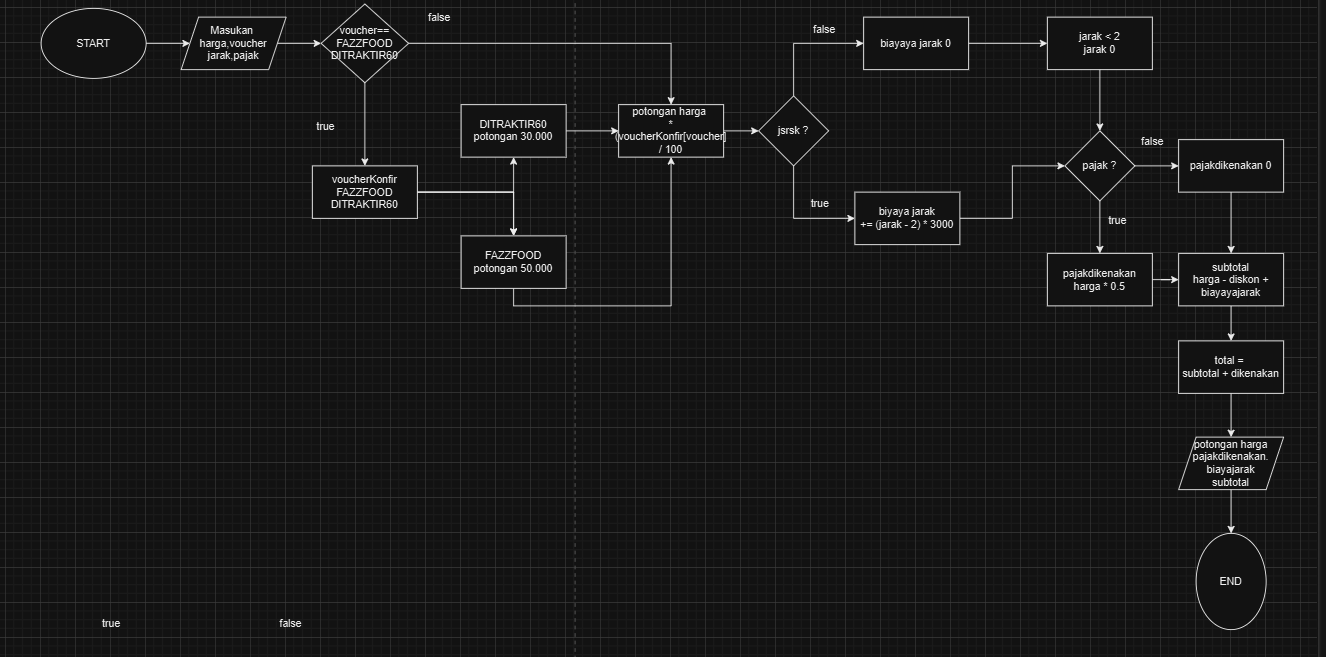 START
Masukan
harga,voucher
jarak,pajak
voucher==
FAZZFOOD
DITRAKTIR60
false
true
voucherKonfir
FAZZFOOD
DITRAKTIR60
DITRAKTIR60
potongan 30.000
FAZZFOOD
potongan 50.000
potongan harga
*
(voucherKonfir[voucher]
/ 100
jsrsk ?
false
biyaya jarak 0
jarak < 2
jarak 0
true
biyaya jarak
+= (jarak - 2) * 3000
pajak ?
false
pajakdikenakan 0
true
pajakdikenakan
harga * 0.5
subtotal
harga - diskon +
biayayajarak
total =
subtotal + dikenakan
potongan harga
pajakdikenakan.
biayajarak
subtotal
END
true
false